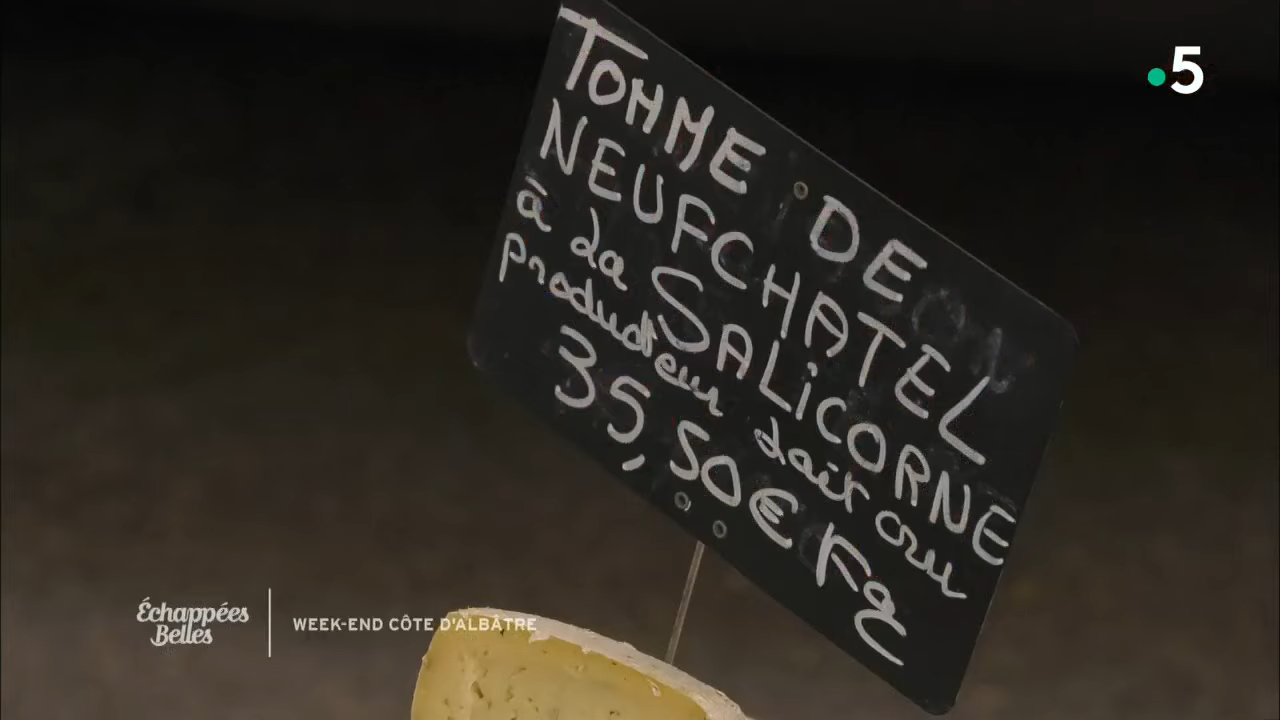 TOMME DE
NEUFCHATEL
à la SALiCORNE
producteur lait cru
35,50€ Kg
5
Échappées
Belles
WEEK-END CÔTE D'ALBÂTRE